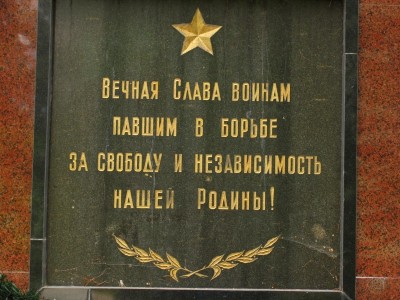 Вечная Слава воинам
павшим в борьбе
за свободу и независимость
нашей Родины!